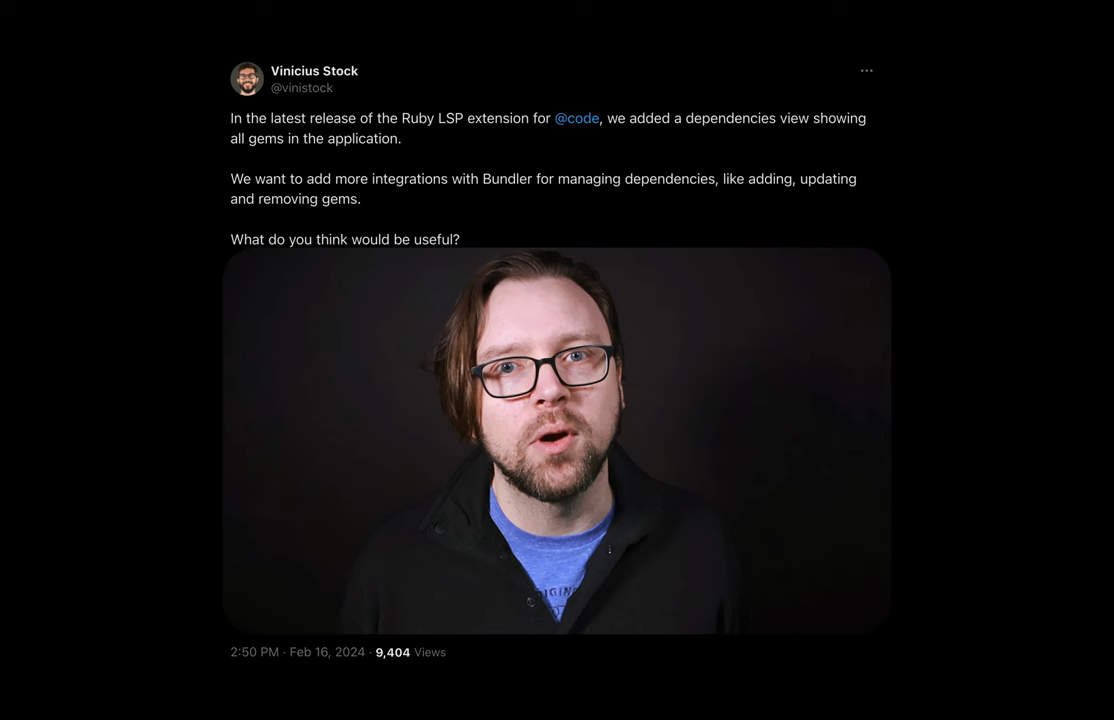 Vinicius Stock
@vinistock
In the latest release of the Ruby LSP extension for @code, we added a dependencies view showing
all gems in the application.
We want to add more integrations with Bundler for managing dependencies, like adding, updating
and removing gems.
What do you think would be useful?
2:50 PM · Feb 16, 2024 · 9,404 Views